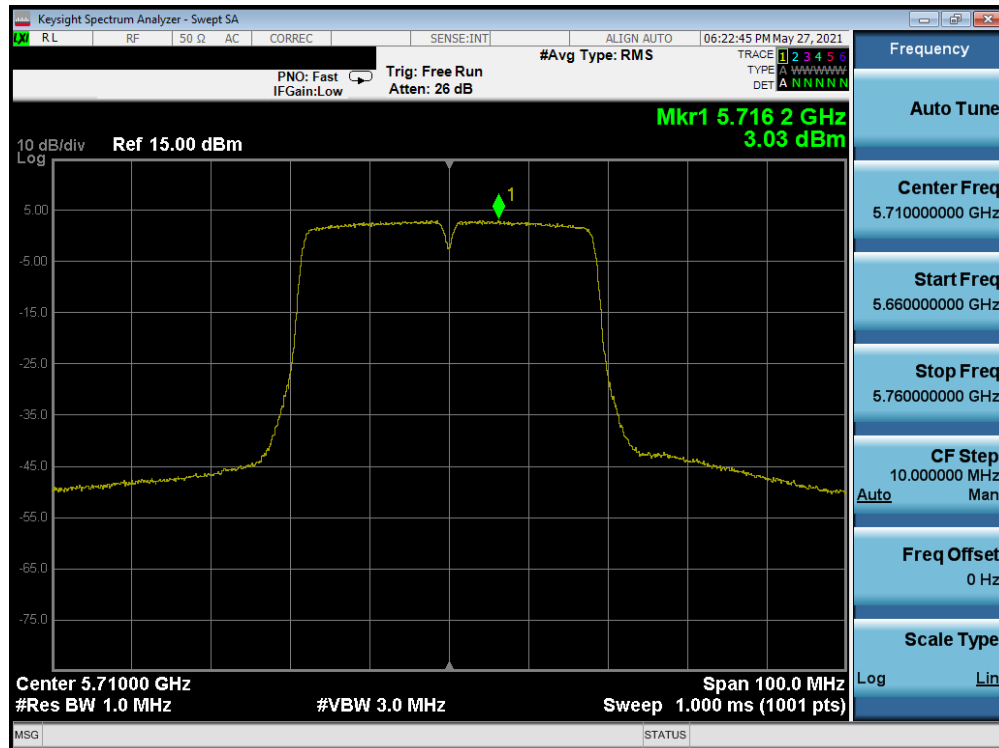 Keysight Spectrum Analyzer - Swept SA
LXI RL RF 50 Ω AC CORREC SENSE:INT ALIGN AUTO 06:22:45 PM May 27, 2021
PNO: Fast
IFGain:Low
Trig: Free Run
Atten: 26 dB
#Avg Type: RMS
TRACE 1 2 3 4 5 6
TYPE A WWWWW
DET A N N N N N
Mkr1 5.716 2 GHz
3.03 dBm
10 dB/div Ref 15.00 dBm
Log
1
5.00
-5.00
-15.0
-25.0
-35.0
-45.0
-55.0
-65.0
-75.0
Center 5.71000 GHz Span 100.0 MHz
#Res BW 1.0 MHz #VBW 3.0 MHz Sweep 1.000 ms (1001 pts)
MSG STATUS
Frequency
Auto Tune
Center Freq
5.710000000 GHz
Start Freq
5.660000000 GHz
Stop Freq
5.760000000 GHz
CF Step
10.000000 MHz
Auto Man
Freq Offset
0 Hz
Scale Type
Log Lin